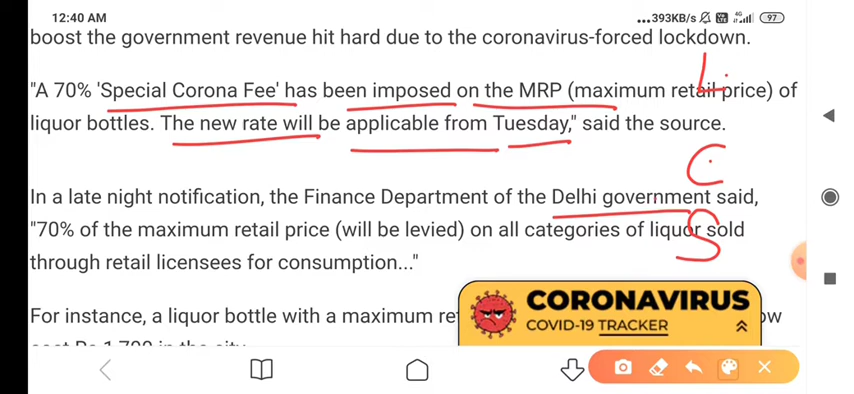 12:40 AM
...393KB/s 4G 97
boost the government revenue hit hard due to the coronavirus-forced lockdown.
"A 70% 'Special Corona Fee' has been imposed on the MRP (maximum retail price) of
liquor bottles. The new rate will be applicable from Tuesday," said the source.
L
C
S
In a late night notification, the Finance Department of the Delhi government said,
"70% of the maximum retail price (will be levied) on all categories of liquor sold
through retail licensees for consumption..."
For instance, a liquor bottle with a maximum
CORONAVIRUS
COVID-19 TRACKER